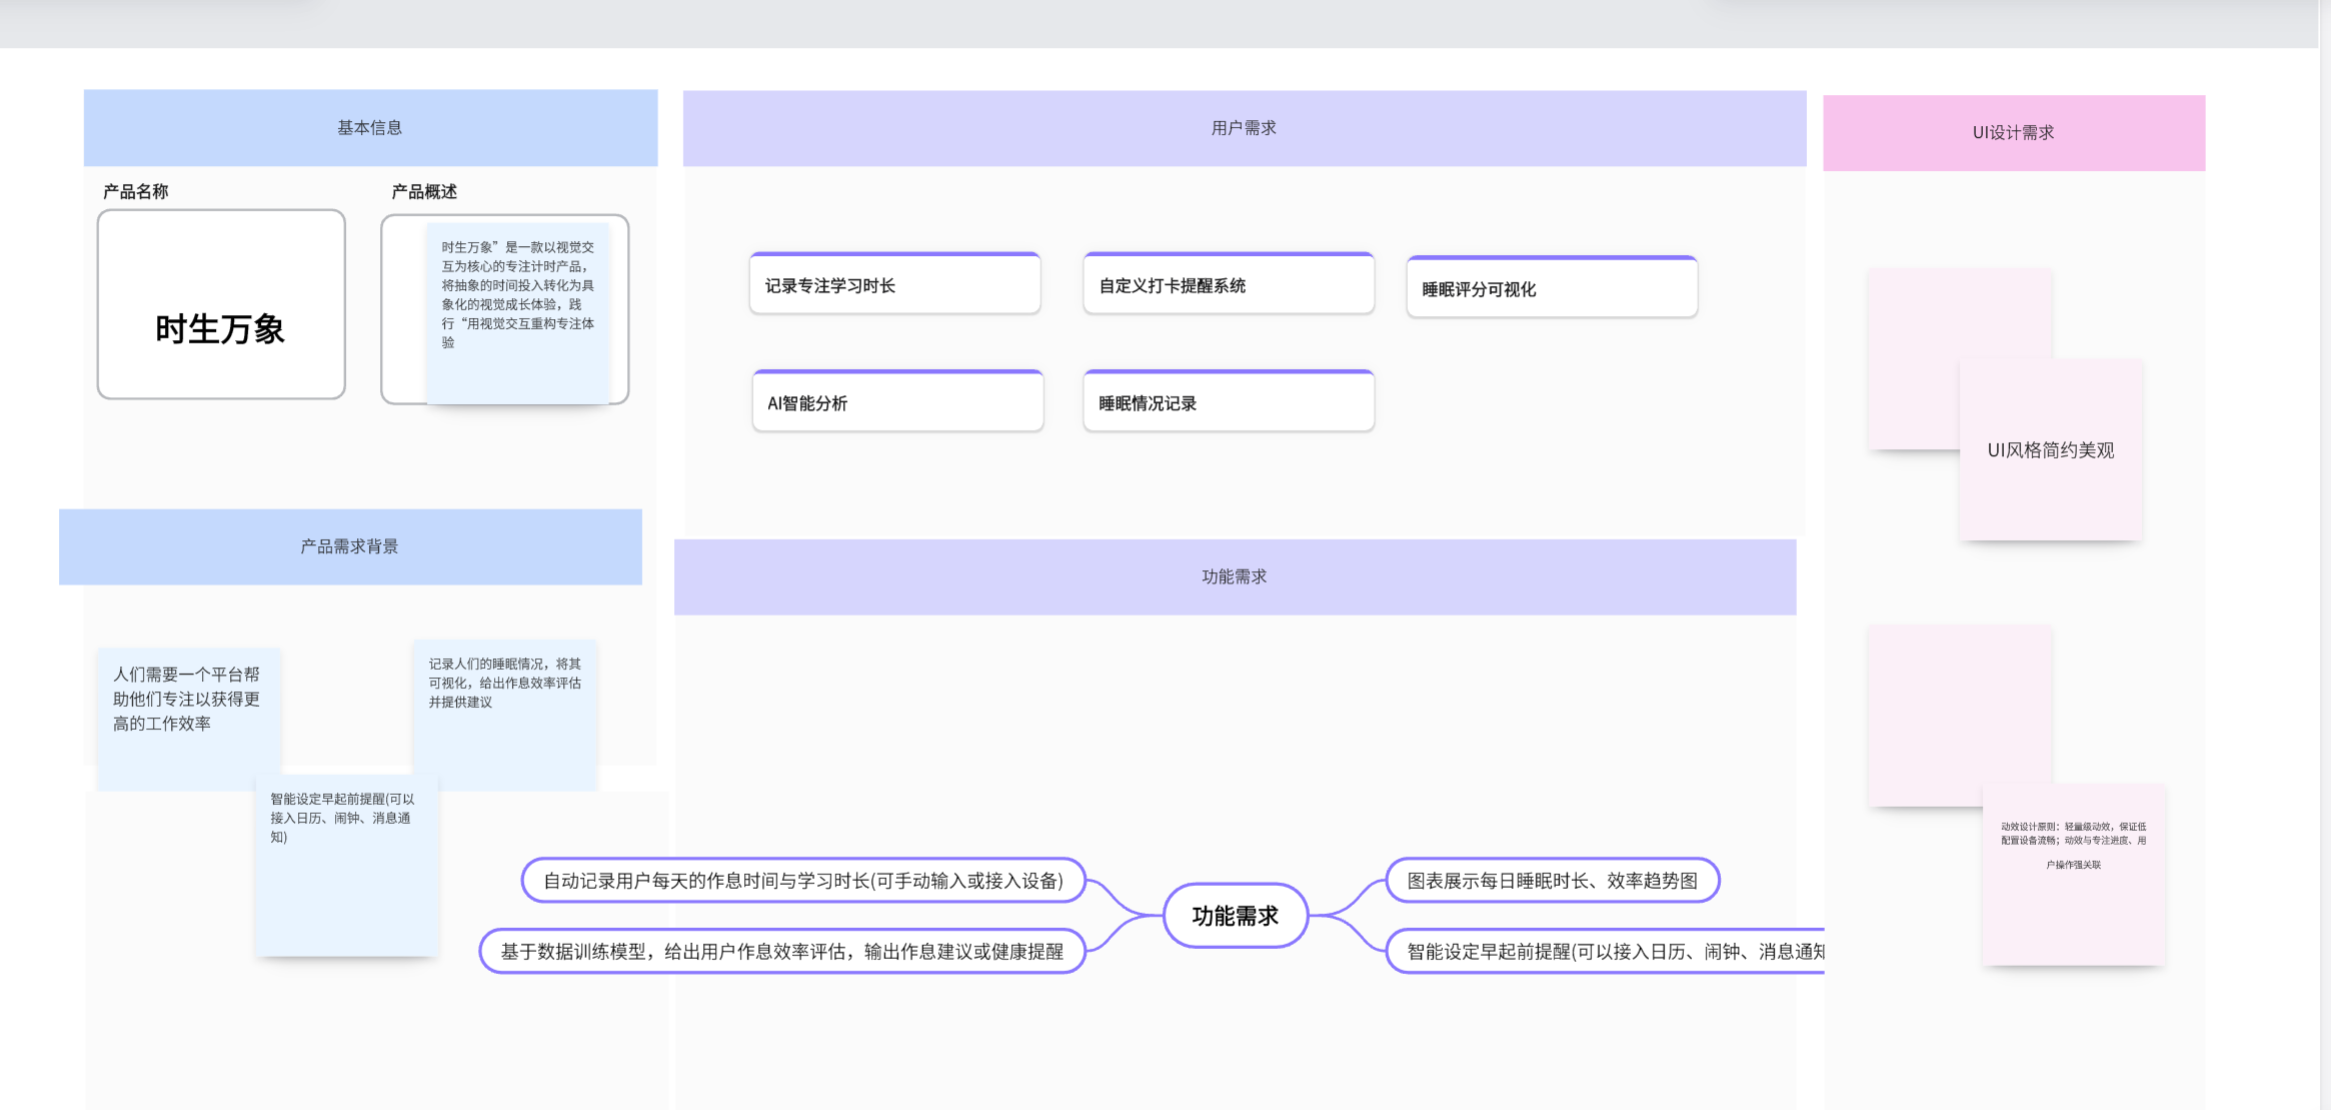 基本信息
产品名称
时生万象
产品概述
时生万象”是一款以视觉交
互为核心的专注计时产品，
将抽象的时间投入转化为具
象化的视觉成长体验，践
行“用视觉交互重构专注体
验
产品需求背景
人们需要一个平台帮
助他们专注以获得更
高的工作效率
记录人们的睡眠情况，将其
可视化，给出作息效率评估
并提供建议
智能设定早起前提醒(可以
接入日历、闹钟、消息通
知)
用户需求
记录专注学习时长
自定义打卡提醒系统
睡眠评分可视化
AI智能分析
睡眠情况记录
功能需求
自动记录用户每天的作息时间与学习时长(可手动输入或接入设备)
基于数据训练模型，给出用户作息效率评估，输出作息建议或健康提醒
功能需求
图表展示每日睡眠时长、效率趋势图
智能设定早起前提醒(可以接入日历、闹钟、消息通知
UI设计需求
UI风格简约美观
动效设计原则：轻量级动效，保证低
配置设备流畅；动效与专注进度、用
户操作强关联